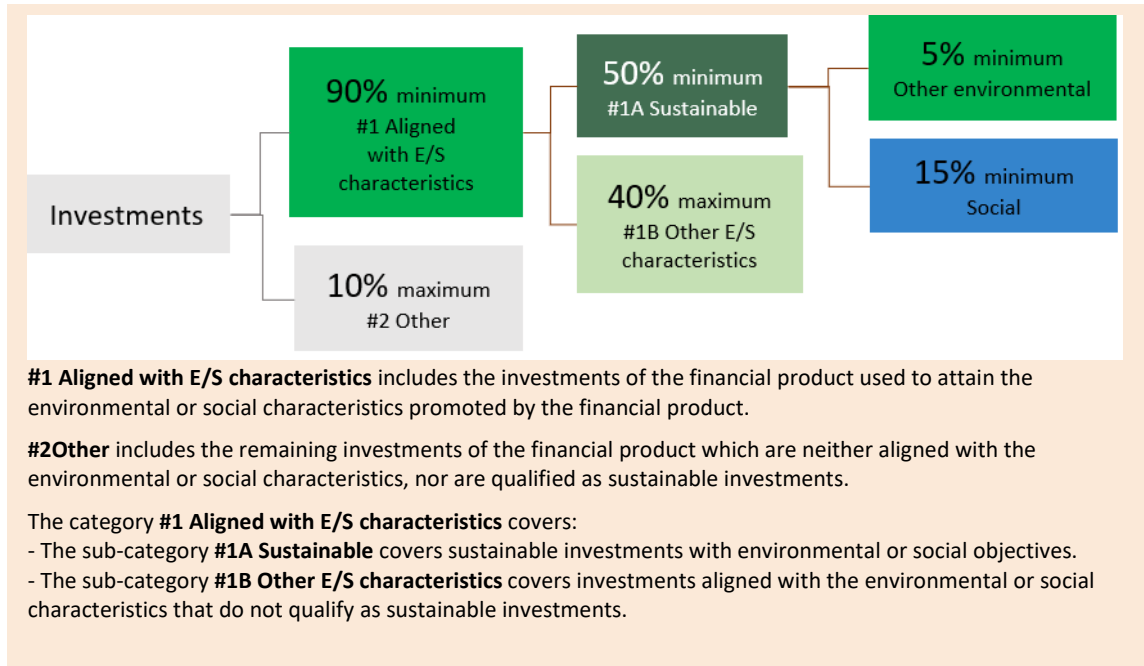 Investments
90% minimum
#1 Aligned
with E/S
characteristics
10% maximum
#2 Other
50% minimum
#1A Sustainable
40% maximum
#1B Other E/S
characteristics
5% minimum
Other environmental
15% minimum
Social
#1 Aligned with E/S characteristics includes the investments of the financial product used to attain the
environmental or social characteristics promoted by the financial product.
#2Other includes the remaining investments of the financial product which are neither aligned with the
environmental or social characteristics, nor are qualified as sustainable investments.
The category #1 Aligned with E/S characteristics covers:
- The sub-category #1A Sustainable covers sustainable investments with environmental or social objectives.
- The sub-category #1B Other E/S characteristics covers investments aligned with the environmental or social
characteristics that do not qualify as sustainable investments.